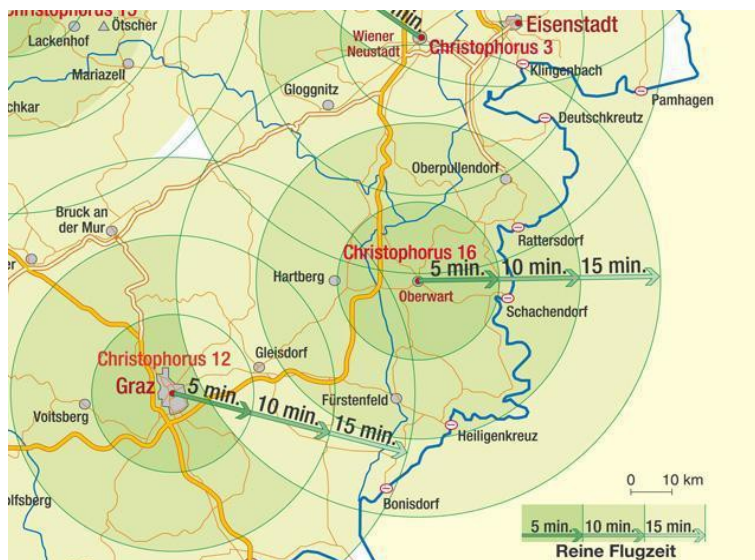 Christophorus 15
Ötscher
Lackenhof
Mariazell
min.
Wiener
Neustadt
Christophorus 3
Eisenstadt
Klingenbach
Pamhagen
Deutschkreutz
Gloggnitz
Oberpullendorf
Bruck an
der Mur
Rattersdorf
Christophorus 16
5 min.
10 min.
15 min.
Hartberg
Oberwart
Schachendorf
Christophorus 12
Graz
Gleisdorf
5 min.
10 min.
15 min.
Voitsberg
Fürstenfeld
Heiligenkreuz
Bonisdorf
0 10 km
5 min. 10 min. 15 min.
Reine Flugzeit